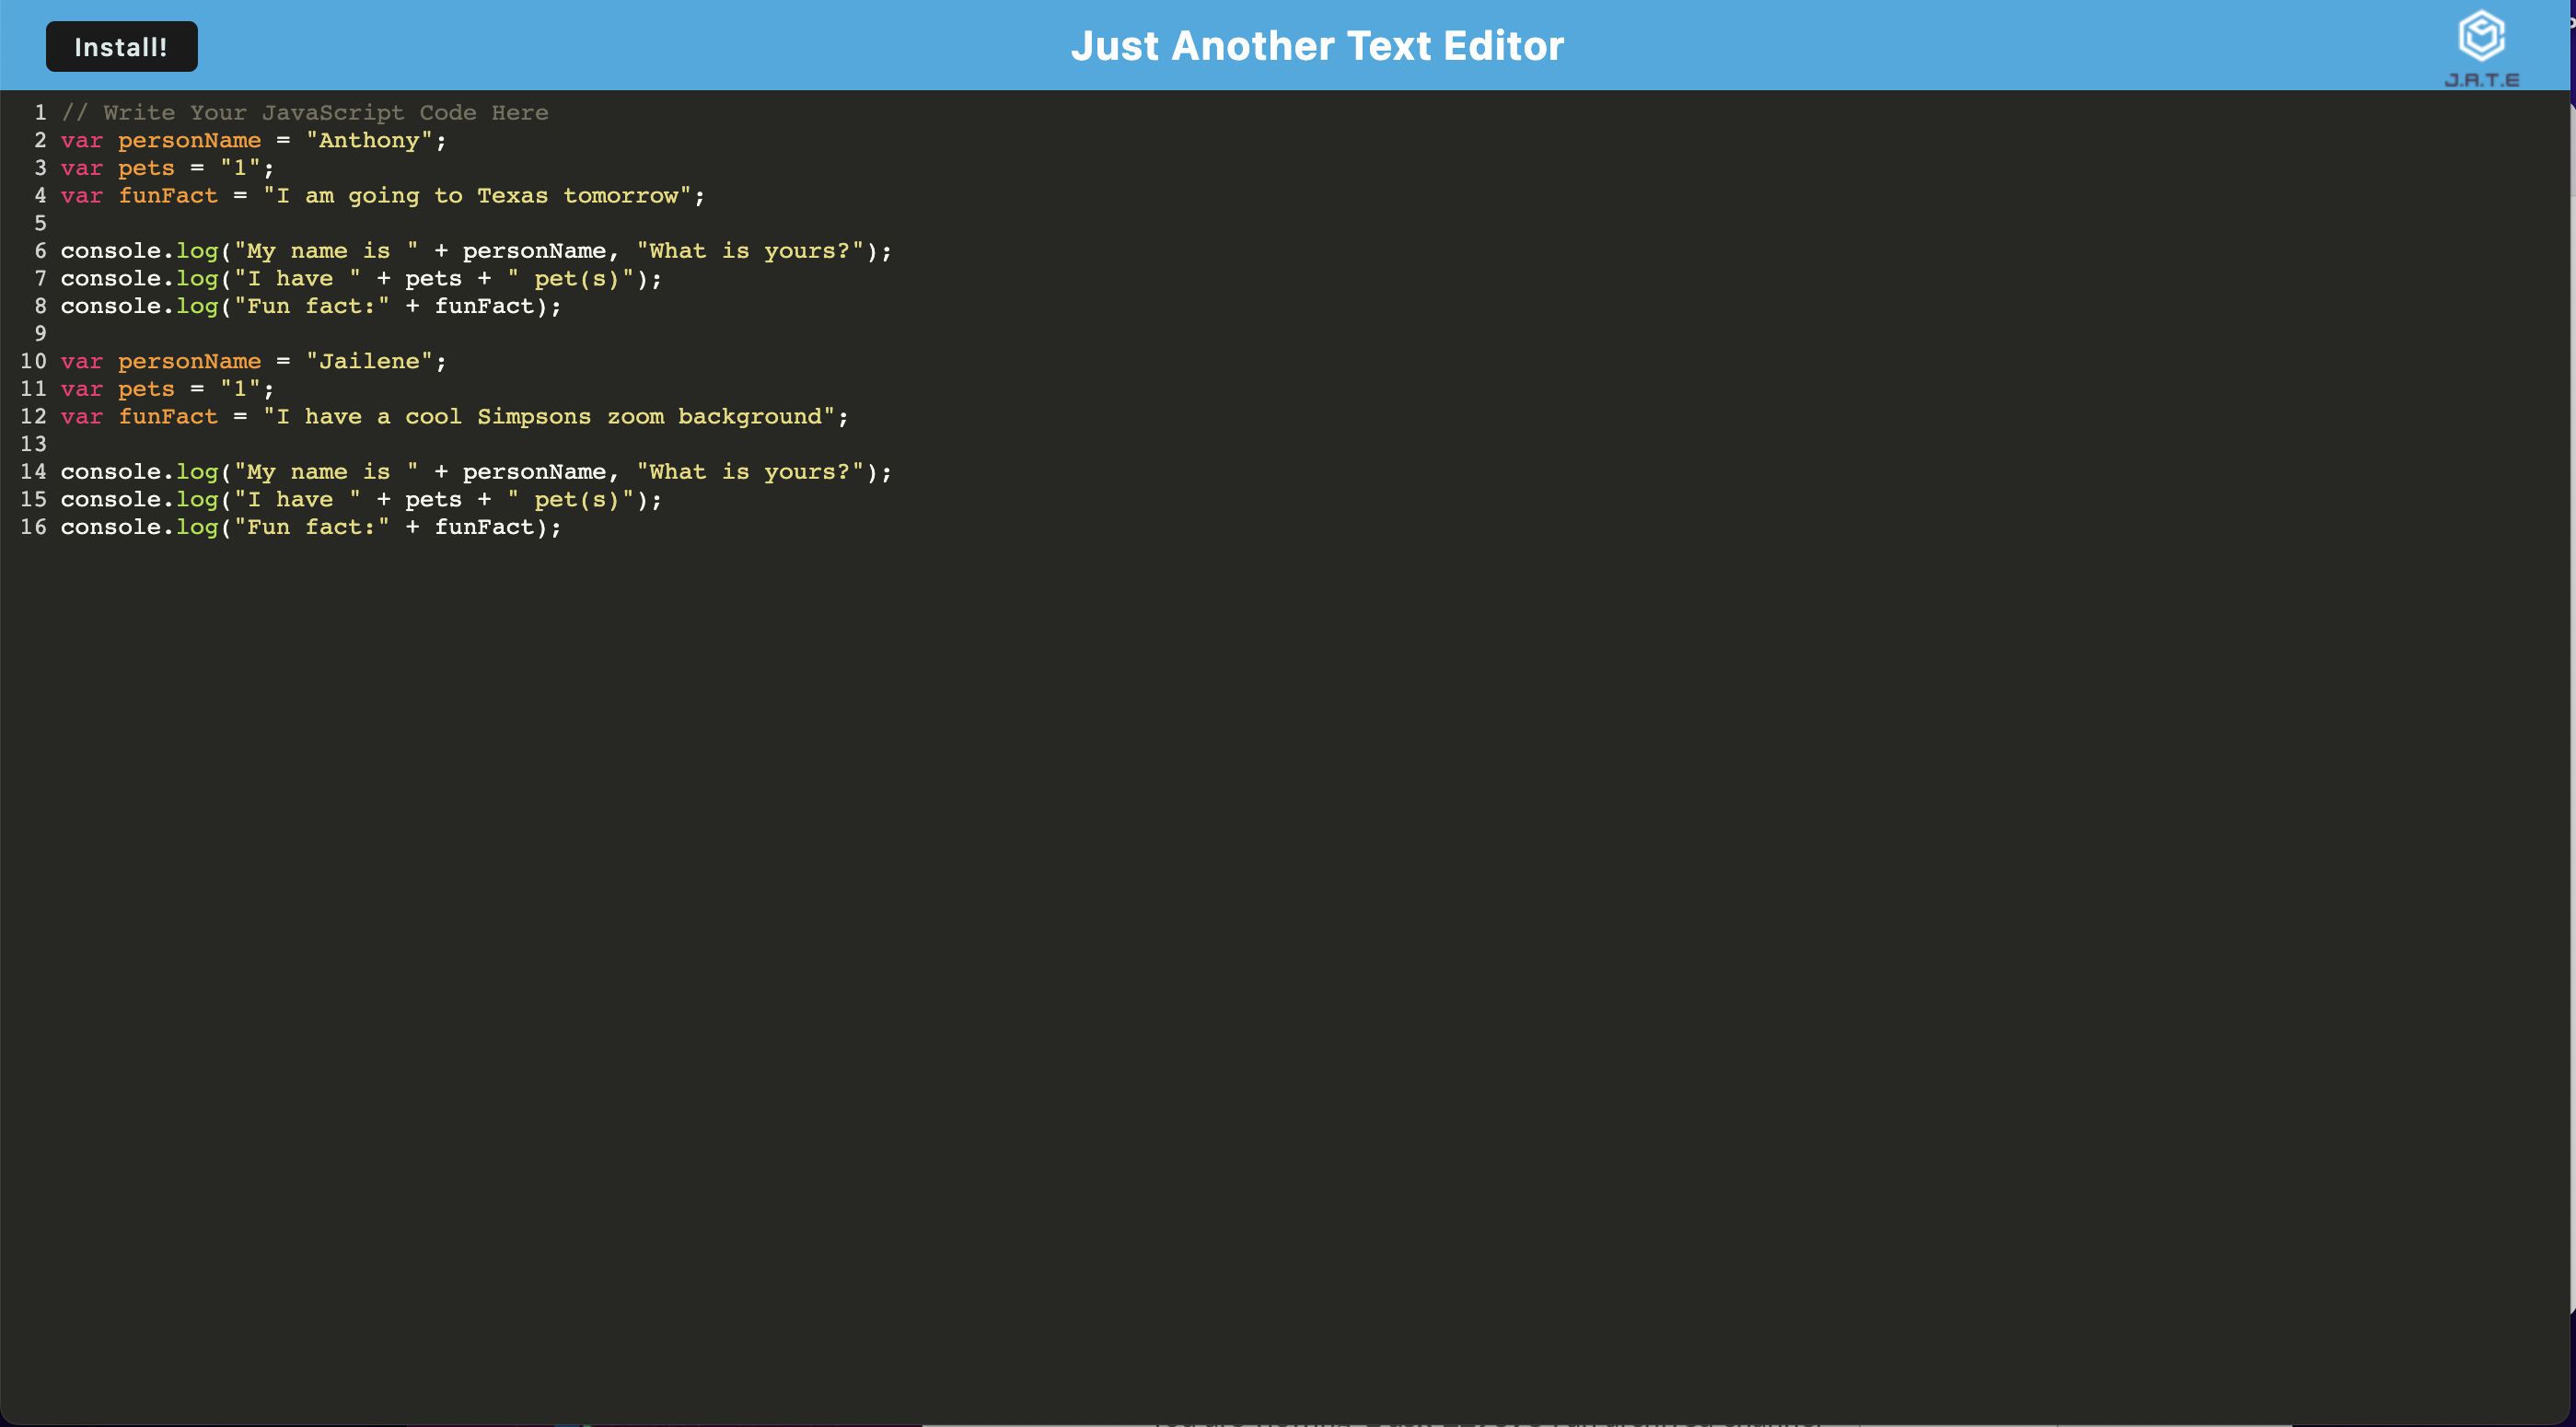 Install!
Just Another Text Editor
J.A.T.E
1 // Write Your JavaScript Code Here
2 var personName = "Anthony";
3 var pets = "1";
4 var funFact = "I am going to Texas tomorrow";
5
6 console.log("My name is " + personName, "What is yours?");
7 console.log("I have " + pets + " pet(s)");
8 console.log("Fun fact:" + funFact);
9
10 var personName = "Jailene";
11 var pets = "1";
12 var funFact = "I have a cool Simpsons zoom background";
13
14 console.log("My name is " + personName, "What is yours?");
15 console.log("I have " + pets + " pet(s)");
16 console.log("Fun fact:" + funFact);